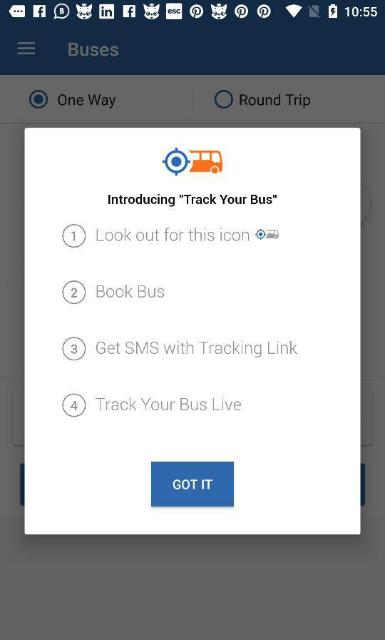 10:55
Buses
One Way
Round Trip
Introducing "Track Your Bus"
1 Look out for this icon
2 Book Bus
3 Get SMS with Tracking Link
4 Track Your Bus Live
GOT IT